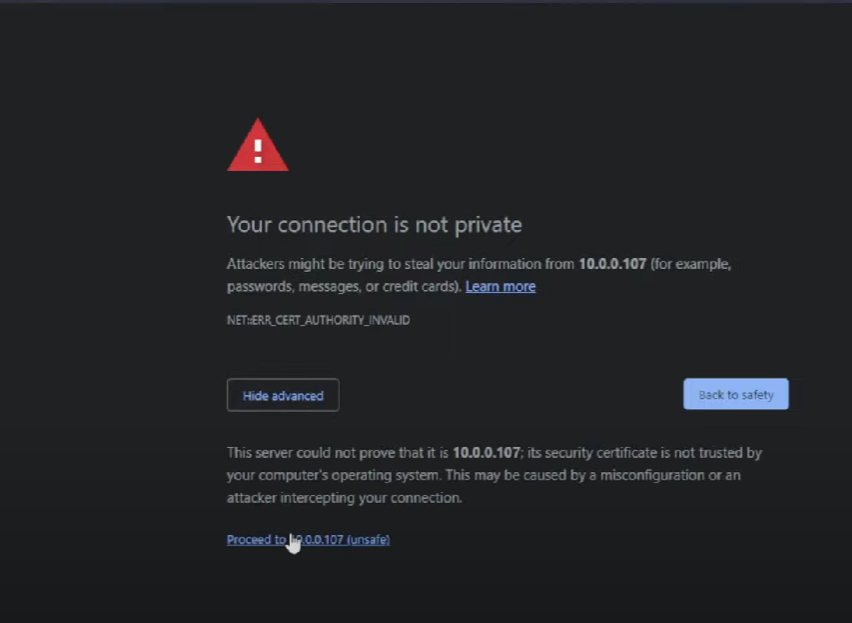 Your connection is not private
Attackers might be trying to steal your information from 10.0.0.107 (for example,
passwords, messages, or credit cards). Learn more
NET::ERR_CERT_AUTHORITY_INVALID
Hide advanced
Back to safety
This server could not prove that it is 10.0.0.107; its security certificate is not trusted by
your computer's operating system. This may be caused by a misconfiguration or an
attacker intercepting your connection.
Proceed to 10.0.0.107 (unsafe)